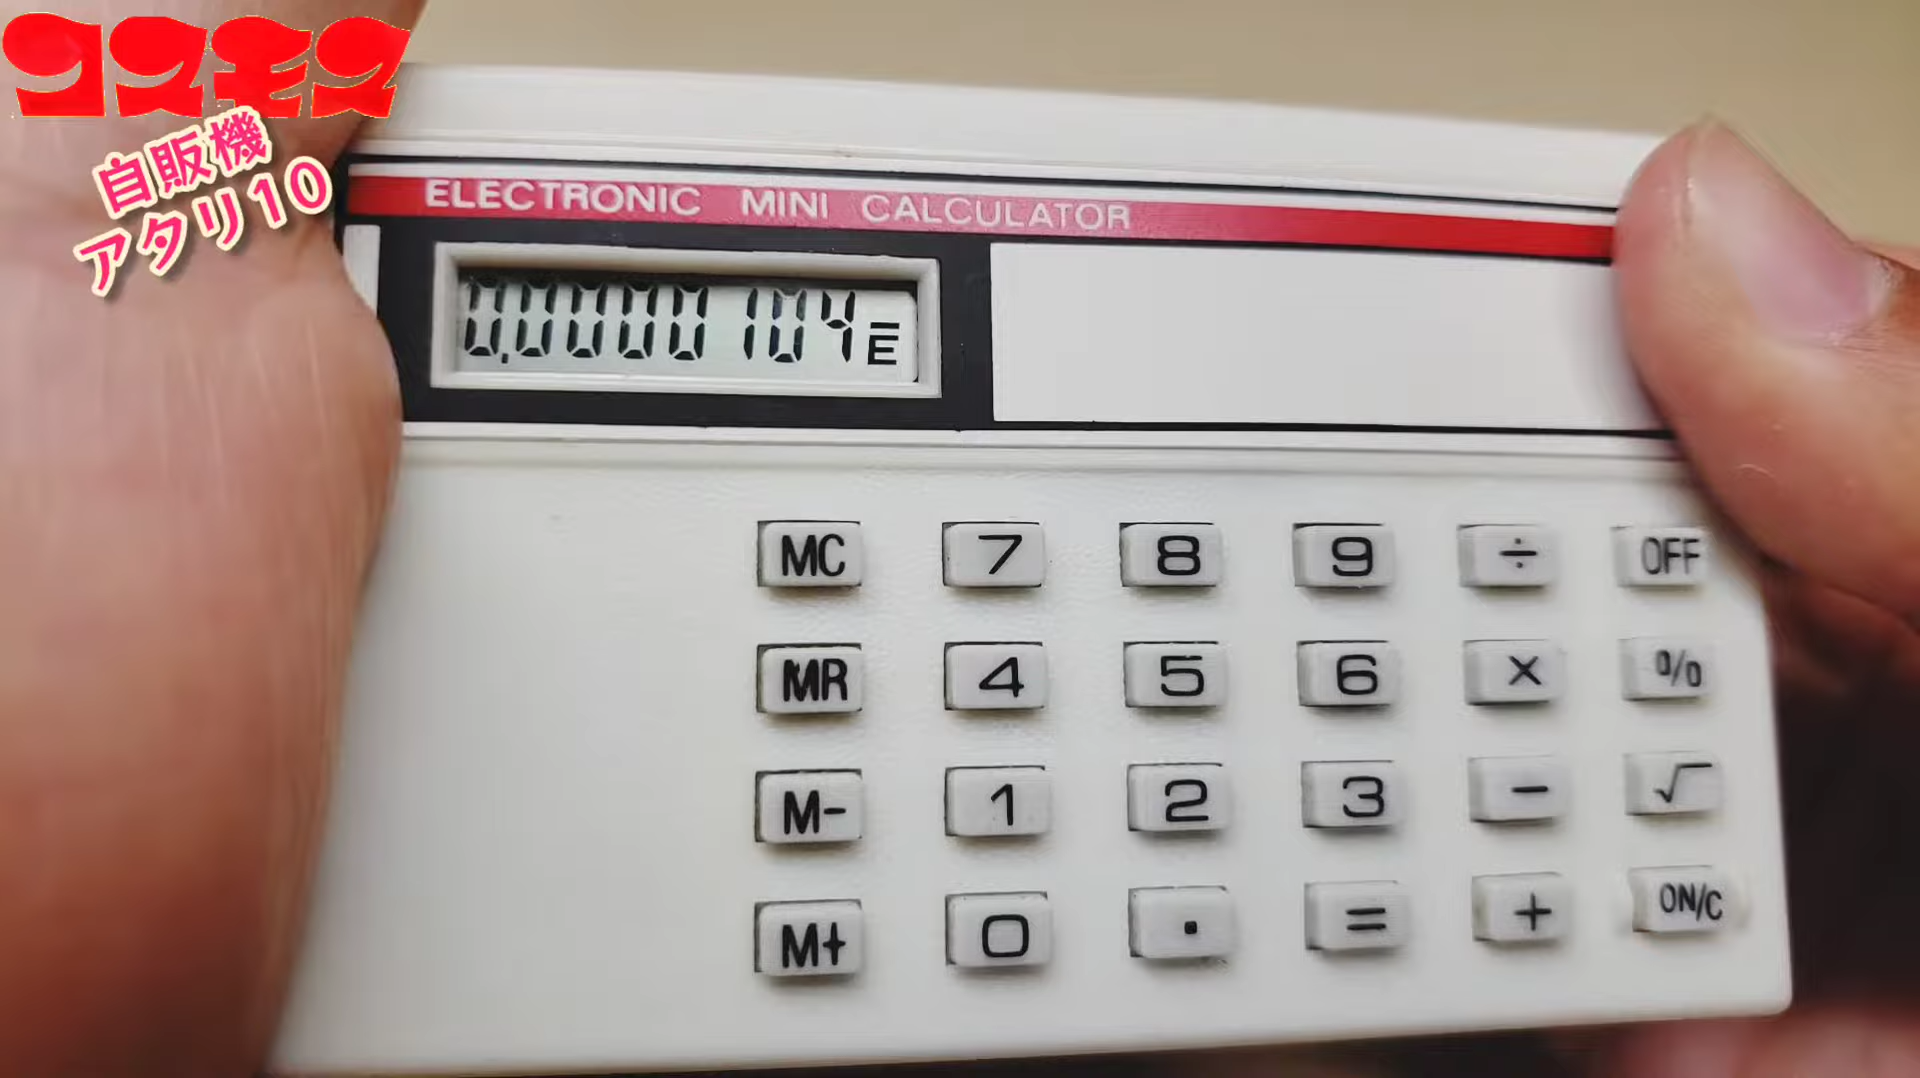 コスモス
自販機
アタリ10
ELECTRONIC MINI CALCULATOR
0.0000104E
MC 7 8 9 ÷ OFF
MR 4 5 6 × %
M- 1 2 3 - √
M+ 0 . = + ON/C